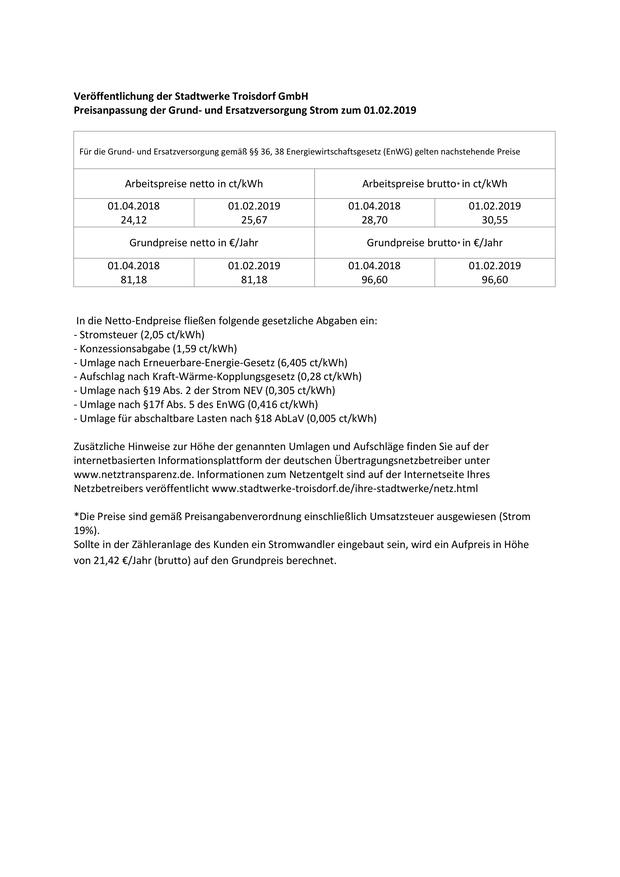 Veröffentlichung der Stadtwerke Troisdorf GmbH
Preisanpassung der Grund- und Ersatzversorgung Strom zum 01.02.2019
Für die Grund- und Ersatzversorgung gemäß §§ 36, 38 Energiewirtschaftsgesetz (EnWG) gelten nachstehende Preise
Arbeitspreise netto in ct/kWh Arbeitspreise brutto* in ct/kWh
01.04.2018 01.02.2019 01.04.2018 01.02.2019
24,12 25,67 28,70 30,55
Grundpreise netto in €/Jahr Grundpreise brutto* in €/Jahr
01.04.2018 01.02.2019 01.04.2018 01.02.2019
81,18 81,18 96,60 96,60
In die Netto-Endpreise fließen folgende gesetzliche Abgaben ein:
- Stromsteuer (2,05 ct/kWh)
- Konzessionsabgabe (1,59 ct/kWh)
- Umlage nach Erneuerbare-Energie-Gesetz (6,405 ct/kWh)
- Aufschlag nach Kraft-Wärme-Kopplungsgesetz (0,28 ct/kWh)
- Umlage nach §19 Abs. 2 der Strom NEV (0,305 ct/kWh)
- Umlage nach §17f Abs. 5 des EnWG (0,416 ct/kWh)
- Umlage für abschaltbare Lasten nach §18 AbLaV (0,005 ct/kWh)
Zusätzliche Hinweise zur Höhe der genannten Umlagen und Aufschläge finden Sie auf der
internetbasierten Informationsplattform der deutschen Übertragungsnetzbetreiber unter
www.netztransparenz.de. Informationen zum Netzentgelt sind auf der Internetseite Ihres
Netzbetreibers veröffentlicht www.stadtwerke-troisdorf.de/ihre-stadtwerke/netz.html
*Die Preise sind gemäß Preisangabenverordnung einschließlich Umsatzsteuer ausgewiesen (Strom
19%).
Sollte in der Zähleranlage des Kunden ein Stromwandler eingebaut sein, wird ein Aufpreis in Höhe
von 21,42 €/Jahr (brutto) auf den Grundpreis berechnet.